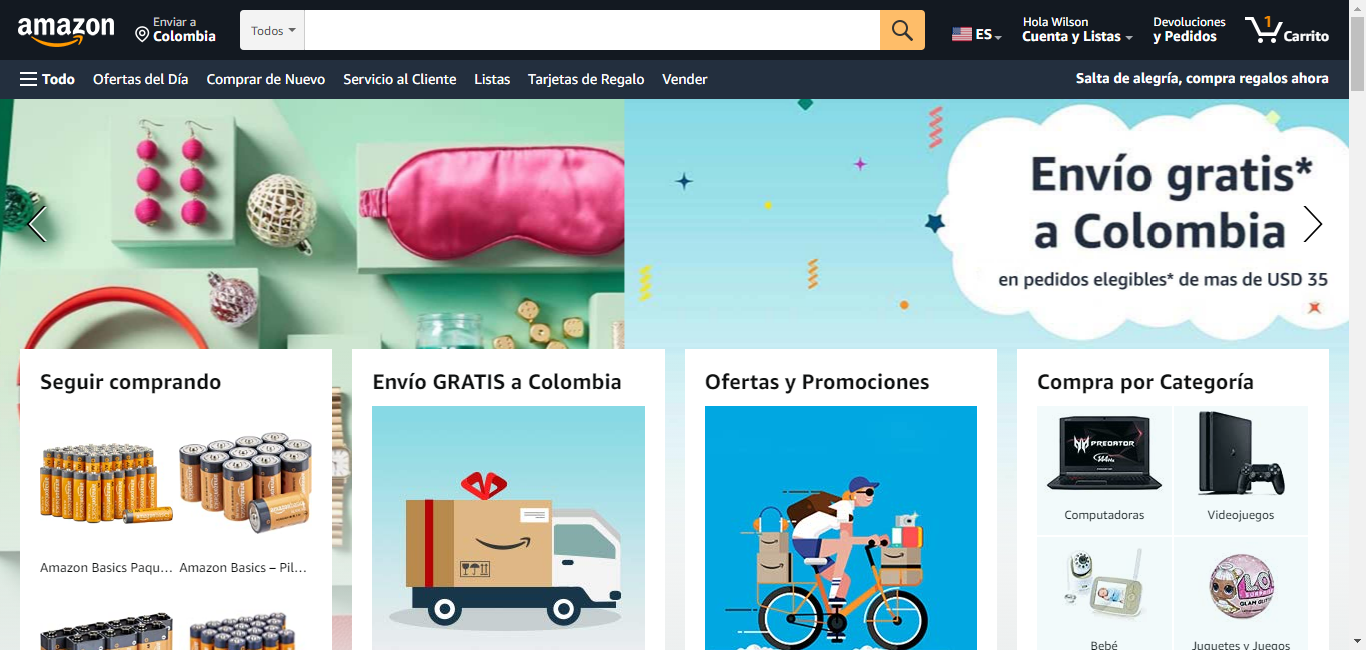 amazon
Enviar a
Colombia
Todos
ES
Hola Wilson
Cuenta y Listas
Devoluciones
y Pedidos
1
Carrito
Todo
Ofertas del Día
Comprar de Nuevo
Servicio al Cliente
Listas
Tarjetas de Regalo
Vender
Salta de alegría, compra regalos ahora
Envío gratis*
a Colombia
en pedidos elegibles* de mas de USD 35
Seguir comprando
Envío GRATIS a Colombia
Ofertas y Promociones
Compra por Categoría
PREDATOR
Computadoras
Videojuegos
Amazon Basics Paqu...
Amazon Basics – Pil...
Bebé
Juguetes y Juegos